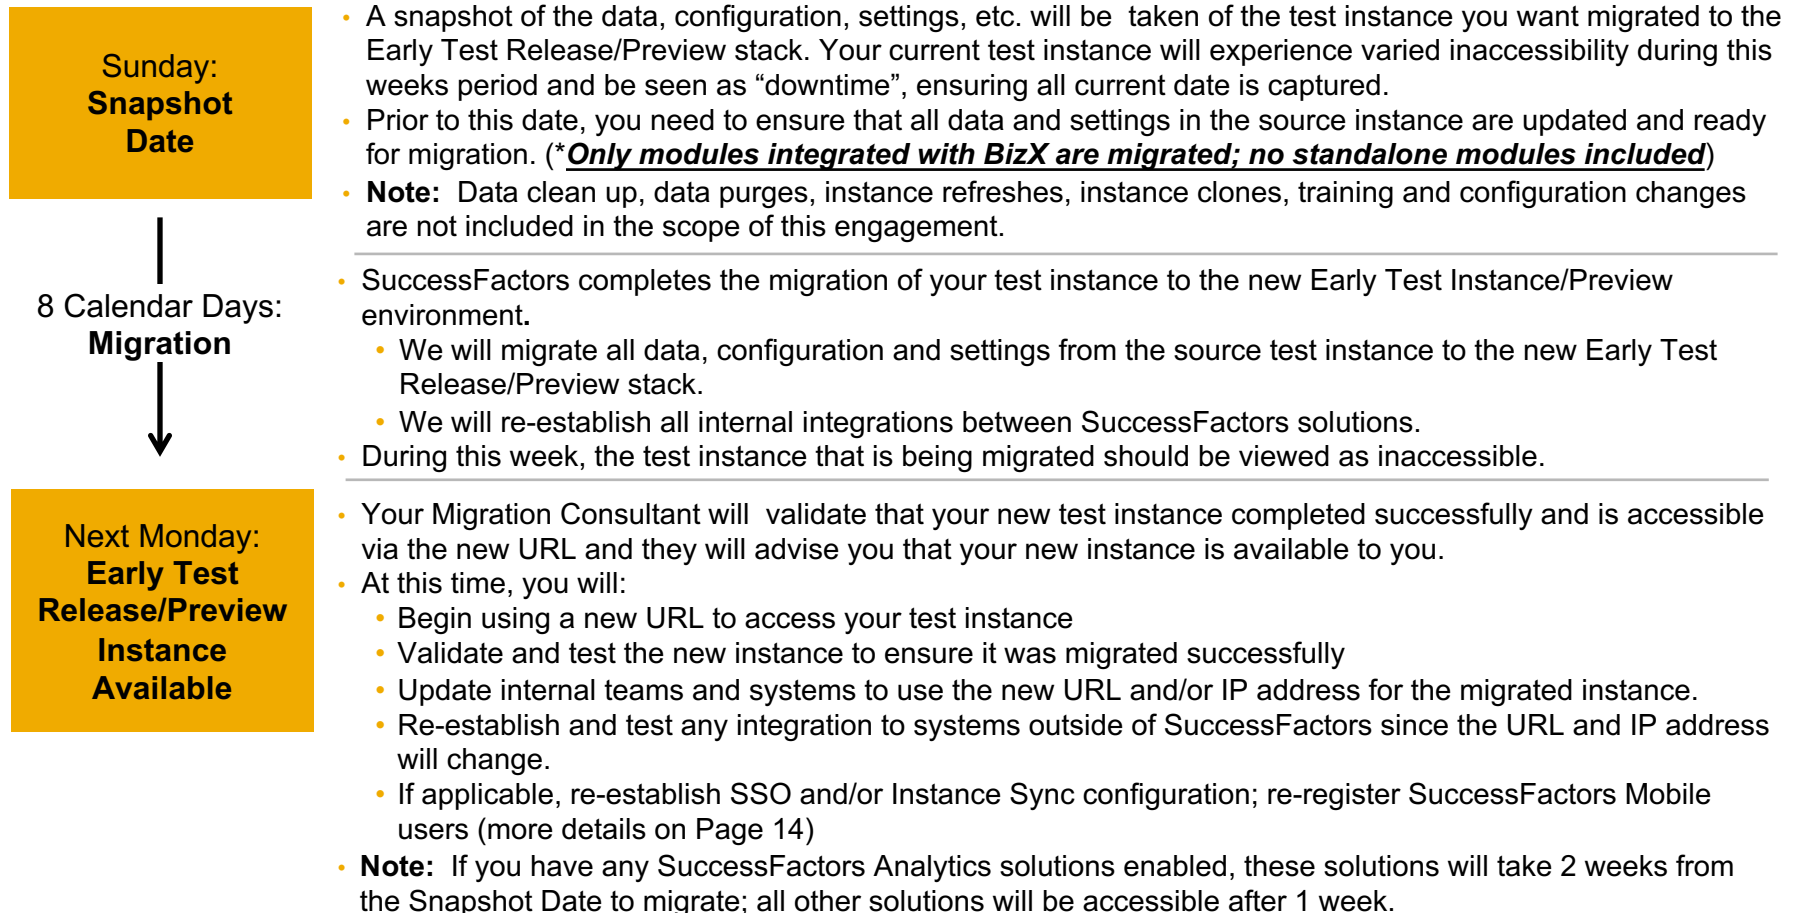 Sunday:
Snapshot
Date
• A snapshot of the data, configuration, settings, etc. will be  taken of the test instance you want migrated to the
Early Test Release/Preview stack. Your current test instance will experience varied inaccessibility during this
weeks period and be seen as “downtime”, ensuring all current date is captured.
• Prior to this date, you need to ensure that all data and settings in the source instance are updated and ready
for migration. (*Only modules integrated with BizX are migrated; no standalone modules included)
• Note:  Data clean up, data purges, instance refreshes, instance clones, training and configuration changes
are not included in the scope of this engagement.
8 Calendar Days:
Migration
• SuccessFactors completes the migration of your test instance to the new Early Test Instance/Preview
environment.
• We will migrate all data, configuration and settings from the source test instance to the new Early Test
Release/Preview stack.
• We will re-establish all internal integrations between SuccessFactors solutions.
• During this week, the test instance that is being migrated should be viewed as inaccessible.
Next Monday:
Early Test
Release/Preview
Instance
Available
• Your Migration Consultant will  validate that your new test instance completed successfully and is accessible
via the new URL and they will advise you that your new instance is available to you.
• At this time, you will:
• Begin using a new URL to access your test instance
• Validate and test the new instance to ensure it was migrated successfully
• Update internal teams and systems to use the new URL and/or IP address for the migrated instance.
• Re-establish and test any integration to systems outside of SuccessFactors since the URL and IP address
will change.
• If applicable, re-establish SSO and/or Instance Sync configuration; re-register SuccessFactors Mobile
users (more details on Page 14)
• Note:  If you have any SuccessFactors Analytics solutions enabled, these solutions will take 2 weeks from
the Snapshot Date to migrate; all other solutions will be accessible after 1 week.